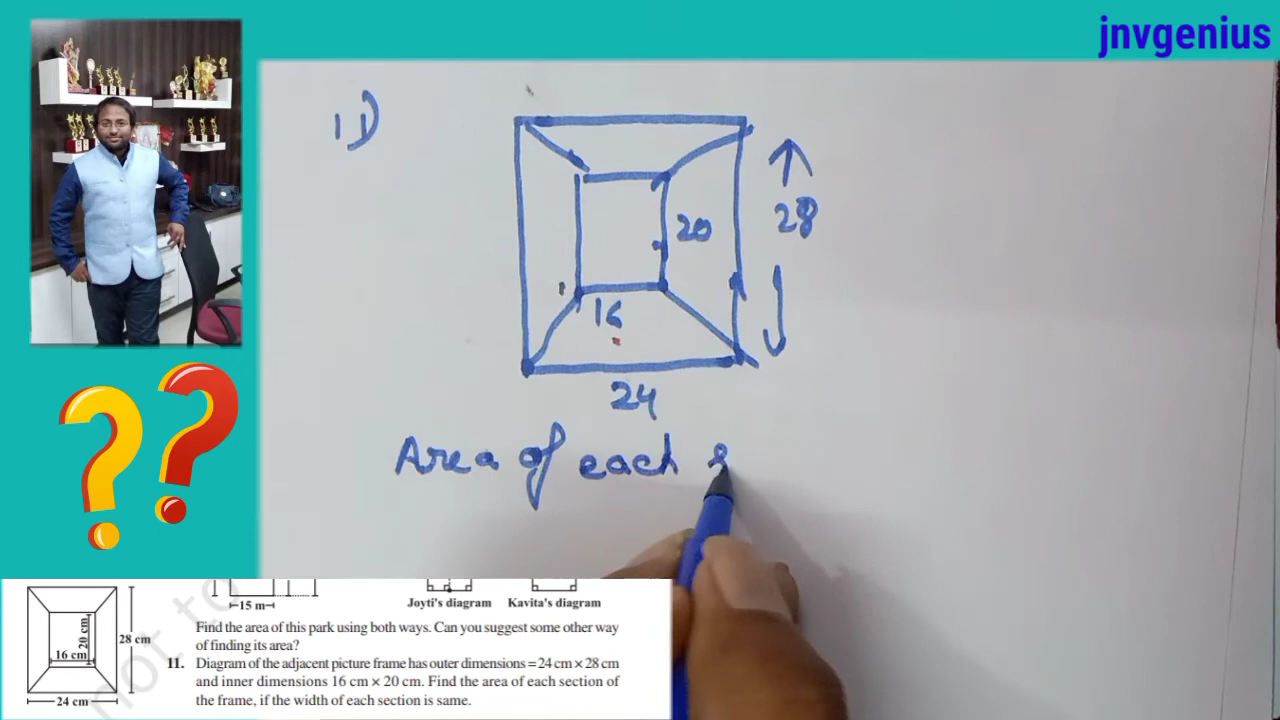 jnvgenius
11)
20
28
16
24
Area of each s
15 m
Joyti's diagram Kavita's diagram
Find the area of this park using both ways. Can you suggest some other way
of finding its area?
11. Diagram of the adjacent picture frame has outer dimensions = 24 cm × 28 cm
and inner dimensions 16 cm × 20 cm. Find the area of each section of
the frame, if the width of each section is same.
20 cm
28 cm
16 cm
24 cm
not to